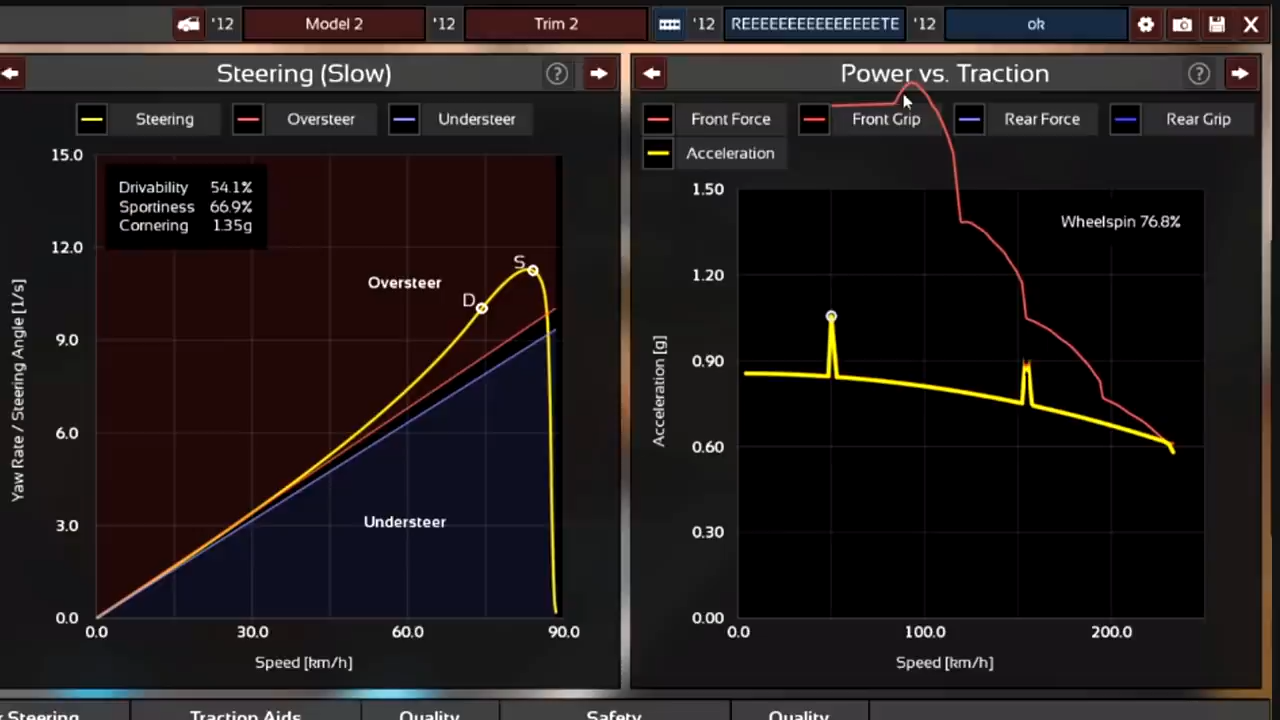 '12 Model 2 '12 Trim 2 '12 REEEEEEEEEEEEEEETE '12 ok
Steering (Slow) ?
Steering Oversteer Understeer
15.0
12.0
9.0
6.0
3.0
0.0
Yaw Rate / Steering Angle [1/s]
Drivability 54.1%
Sportiness 66.9%
Cornering 1.35g
Oversteer
S
D
Understeer
0.0 30.0 60.0 90.0
Speed [km/h]
Power vs. Traction ?
Front Force Front Grip Rear Force Rear Grip
Acceleration
1.50
1.20
0.90
0.60
0.30
0.00
Acceleration [g]
Wheelspin 76.8%
0.0 100.0 200.0
Speed [km/h]
Steering Traction Aids Quality Safety Quality